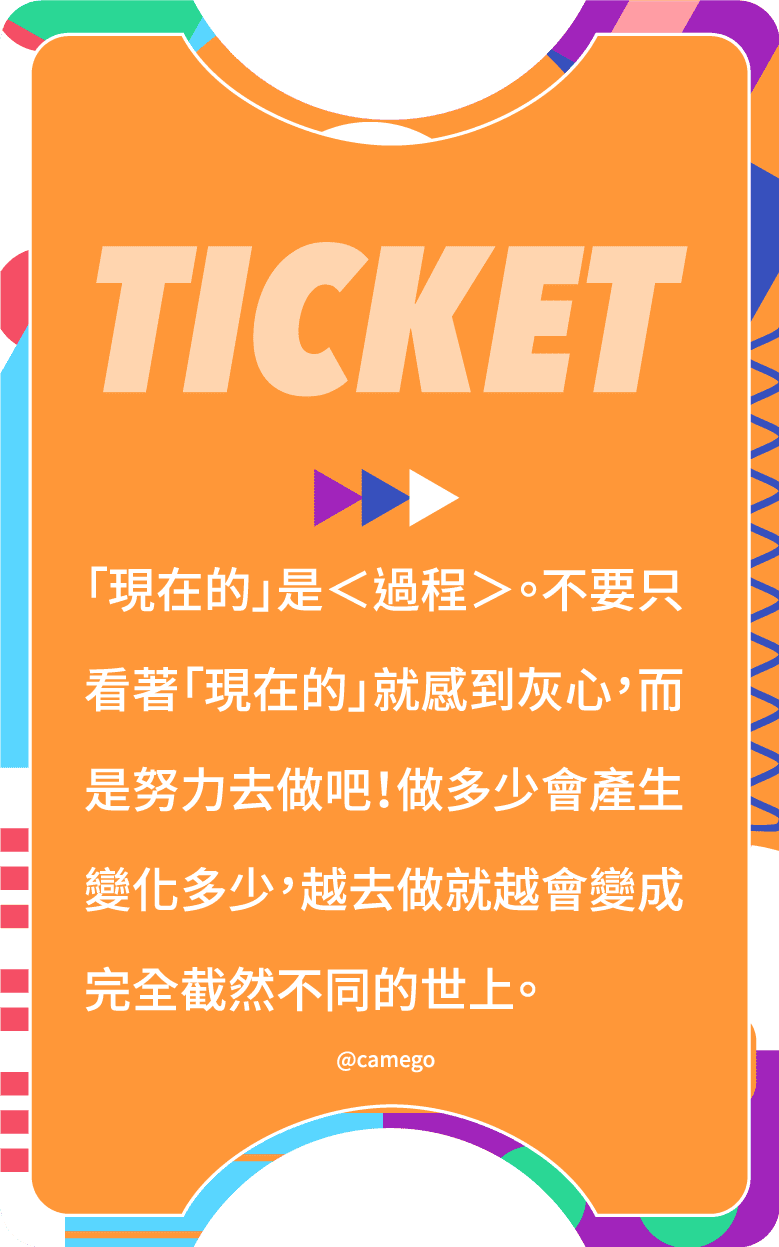 TICKET
「現在的」是＜過程＞。不要只
看著「現在的」就感到灰心，而
是努力去做吧！做多少會產生
變化多少，越去做就越會變成
完全截然不同的世上。
@camego